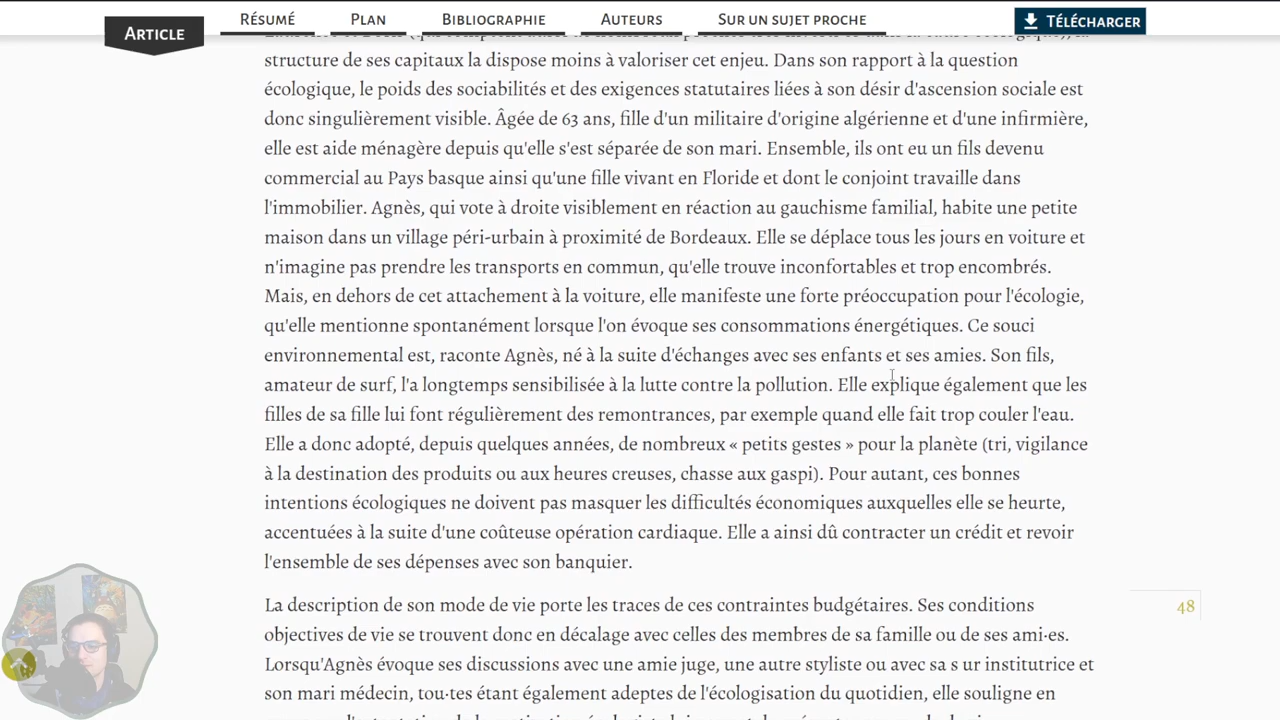 ARTICLE
RÉSUMÉ
PLAN
BIBLIOGRAPHIE
AUTEURS
SUR UN SUJET PROCHE
TÉLÉCHARGER
structure de ses capitaux la dispose moins à valoriser cet enjeu. Dans son rapport à la question
écologique, le poids des sociabilités et des exigences statutaires liées à son désir d'ascension sociale est
donc singulièrement visible. Âgée de 63 ans, fille d'un militaire d'origine algérienne et d'une infirmière,
elle est aide ménagère depuis qu'elle s'est séparée de son mari. Ensemble, ils ont eu un fils devenu
commercial au Pays basque ainsi qu'une fille vivant en Floride et dont le conjoint travaille dans
l'immobilier. Agnès, qui vote à droite visiblement en réaction au gauchisme familial, habite une petite
maison dans un village péri-urbain à proximité de Bordeaux. Elle se déplace tous les jours en voiture et
n'imagine pas prendre les transports en commun, qu'elle trouve inconfortables et trop encombrés.
Mais, en dehors de cet attachement à la voiture, elle manifeste une forte préoccupation pour l'écologie,
qu'elle mentionne spontanément lorsque l'on évoque ses consommations énergétiques. Ce souci
environnemental est, raconte Agnès, né à la suite d'échanges avec ses enfants et ses amies. Son fils,
amateur de surf, l'a longtemps sensibilisée à la lutte contre la pollution. Elle explique également que les
filles de sa fille lui font régulièrement des remontrances, par exemple quand elle fait trop couler l'eau.
Elle a donc adopté, depuis quelques années, de nombreux « petits gestes » pour la planète (tri, vigilance
à la destination des produits ou aux heures creuses, chasse aux gaspi). Pour autant, ces bonnes
intentions écologiques ne doivent pas masquer les difficultés économiques auxquelles elle se heurte,
accentuées à la suite d'une coûteuse opération cardiaque. Elle a ainsi dû contracter un crédit et revoir
l'ensemble de ses dépenses avec son banquier.
La description de son mode de vie porte les traces de ces contraintes budgétaires. Ses conditions
48
objectives de vie se trouvent donc en décalage avec celles des membres de sa famille ou de ses ami·es.
Lorsqu'Agnès évoque ses discussions avec une amie juge, une autre styliste ou avec sa s ur institutrice et
son mari médecin, tou·tes étant également adeptes de l'écologisation du quotidien, elle souligne en